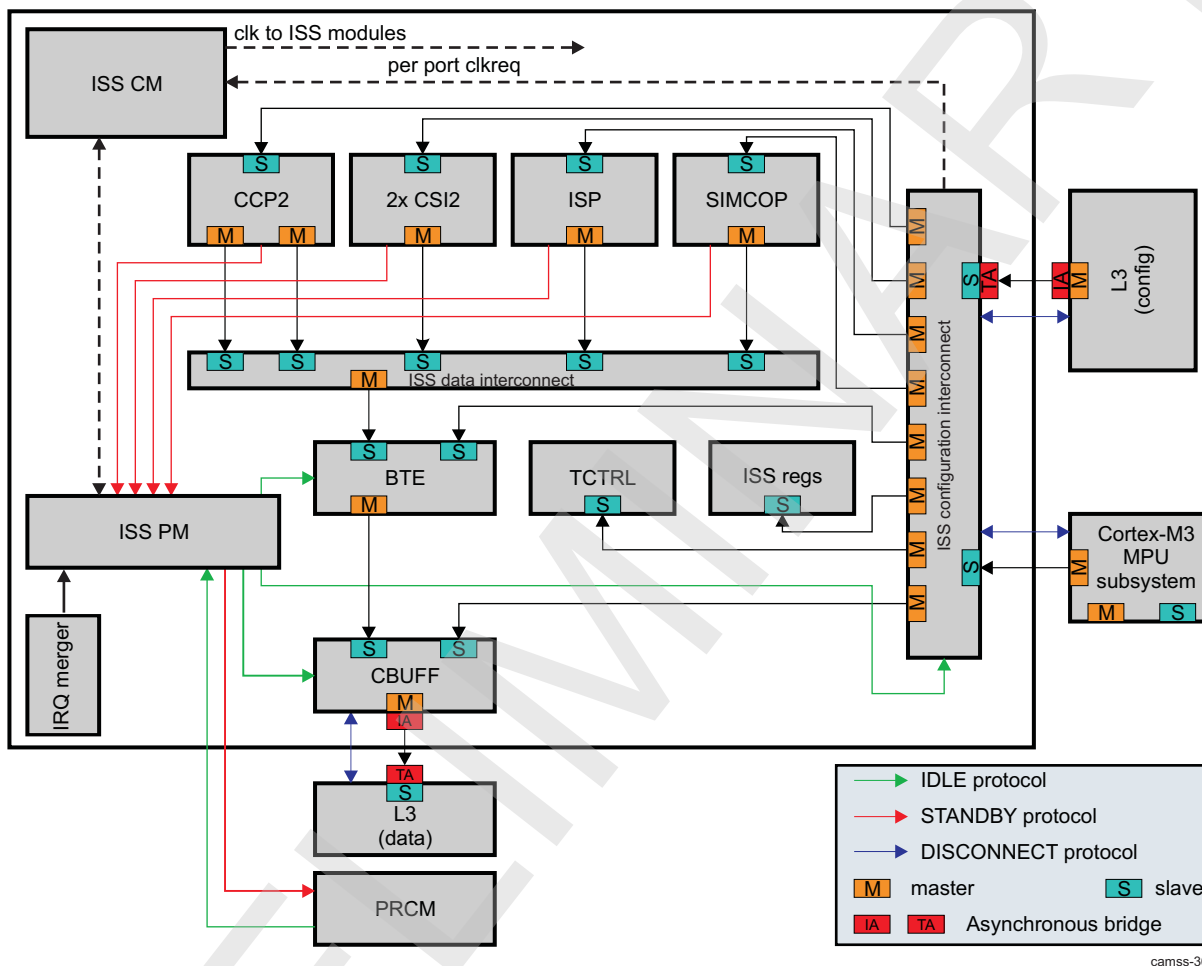 clk to ISS modules
per port clkreq
ISS CM
S
S
S
S
CCP2
2x CSI2
ISP
SIMCOP
M
M
M
M
M
S
S
S
S
S
M
ISS data interconnect
M
M
M
M
M
M
M
M
ISS configuration interconnect
S
TA
IA
M
L3
(config)
S
S
BTE
M
TCTRL
S
ISS regs
S
ISS PM
S
M
Cortex-M3
MPU
subsystem
M
S
IRQ merger
S
S
CBUFF
M
IA
TA
S
L3
(data)
PRCM
IDLE protocol
STANDBY protocol
DISCONNECT protocol
M
master
S
slave
IA
TA
Asynchronous bridge
PRELIMINARY